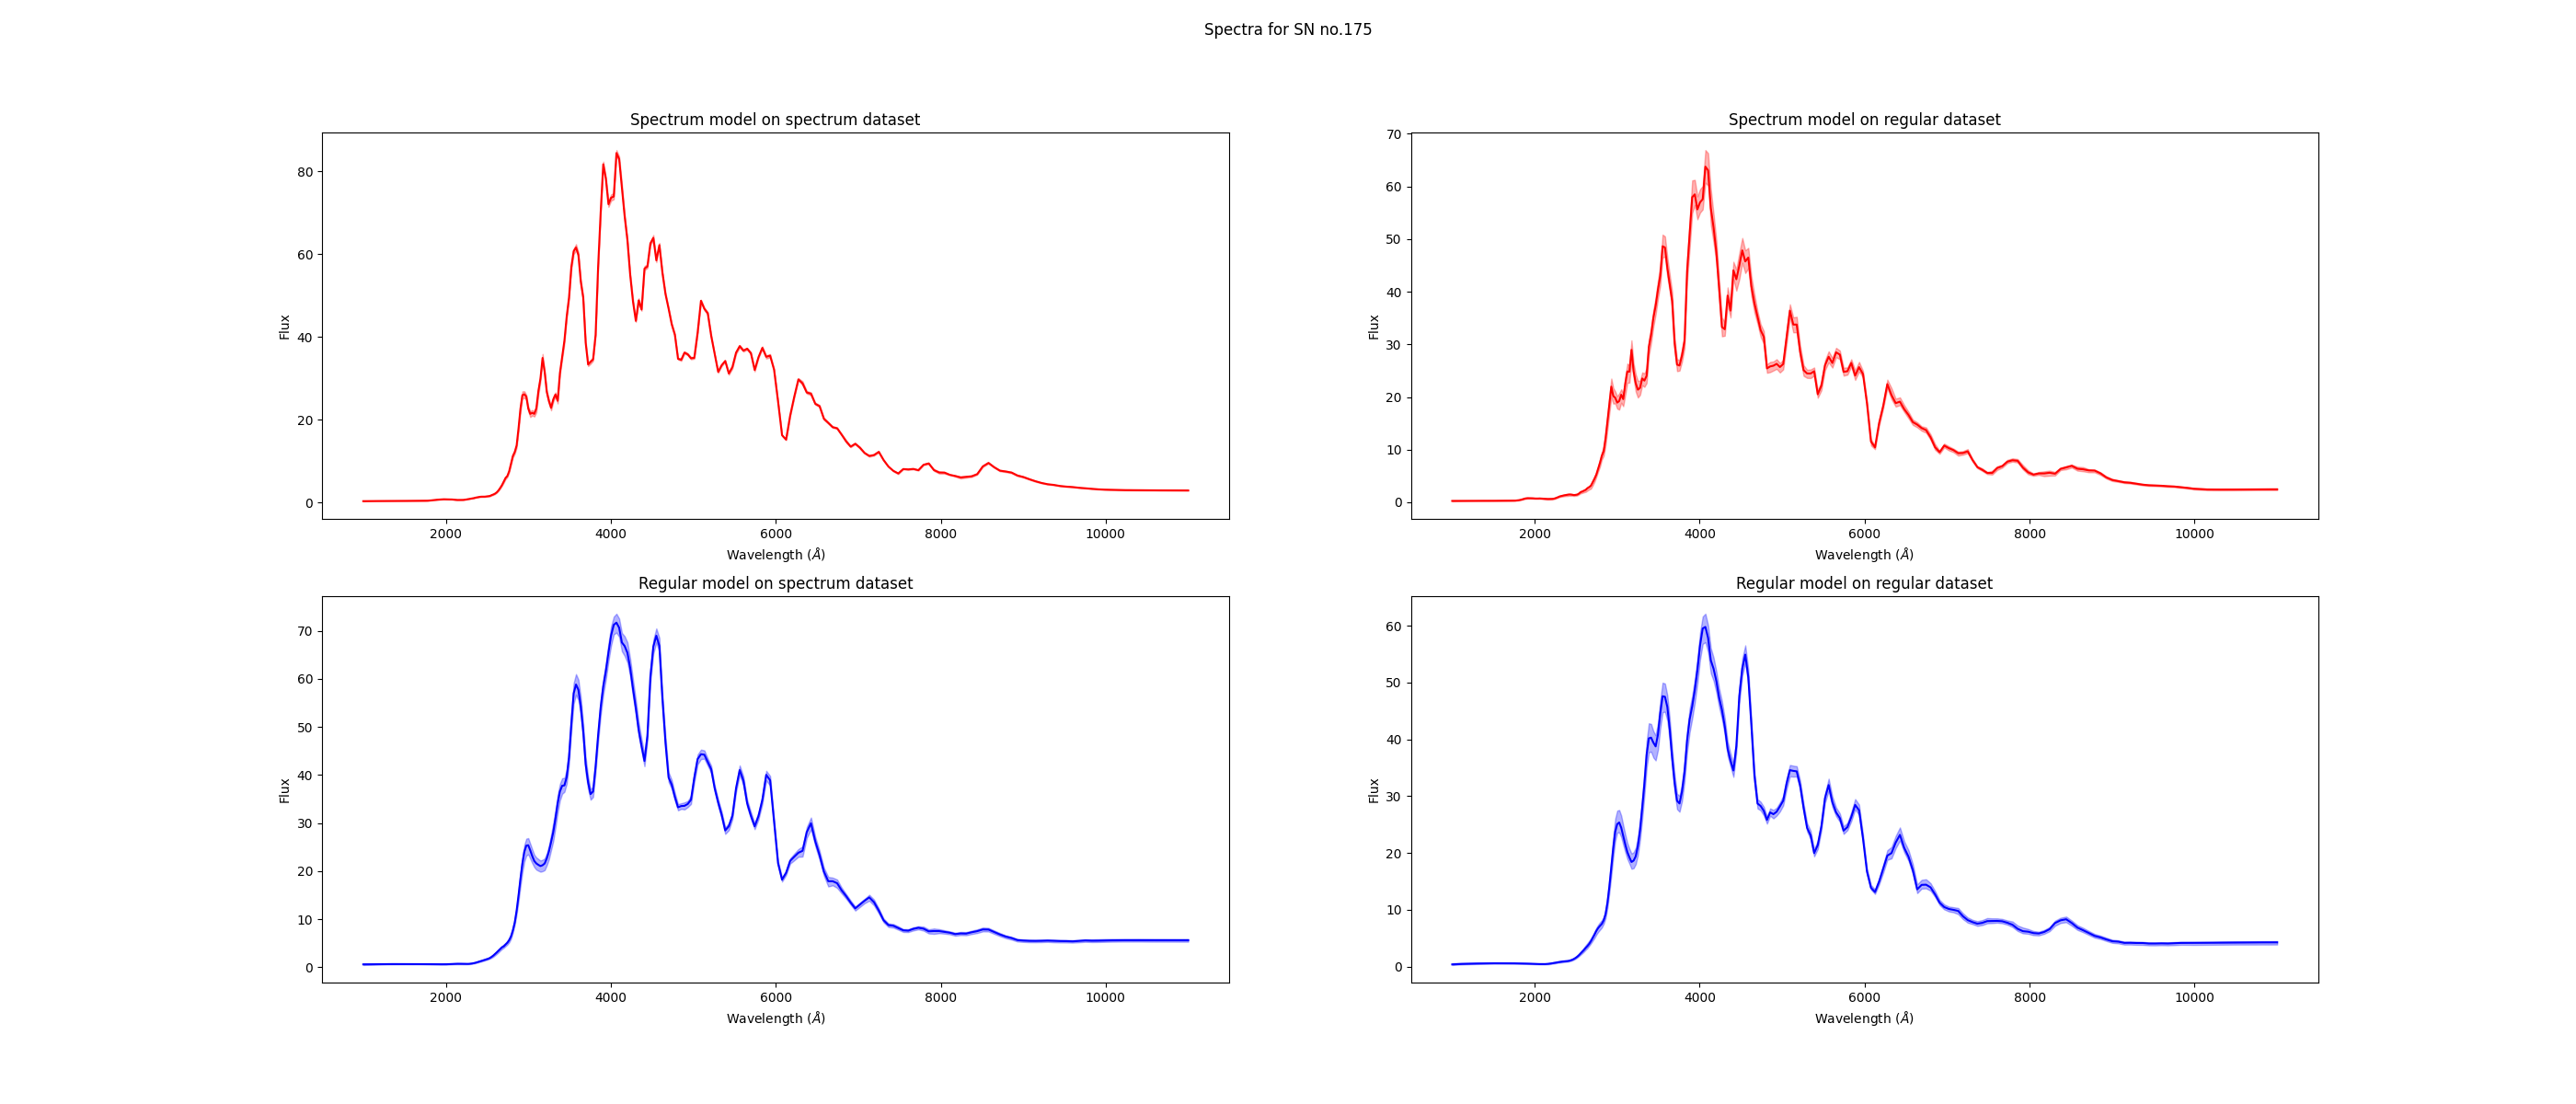 Spectra for SN no.175
Spectrum model on spectrum dataset
80
60
40
20
0
Flux
2000 4000 6000 8000 10000
Wavelength (Å)
Spectrum model on regular dataset
70
60
50
40
30
20
10
0
Flux
2000 4000 6000 8000 10000
Wavelength (Å)
Regular model on spectrum dataset
70
60
50
40
30
20
10
0
Flux
2000 4000 6000 8000 10000
Wavelength (Å)
Regular model on regular dataset
60
50
40
30
20
10
0
Flux
2000 4000 6000 8000 10000
Wavelength (Å)